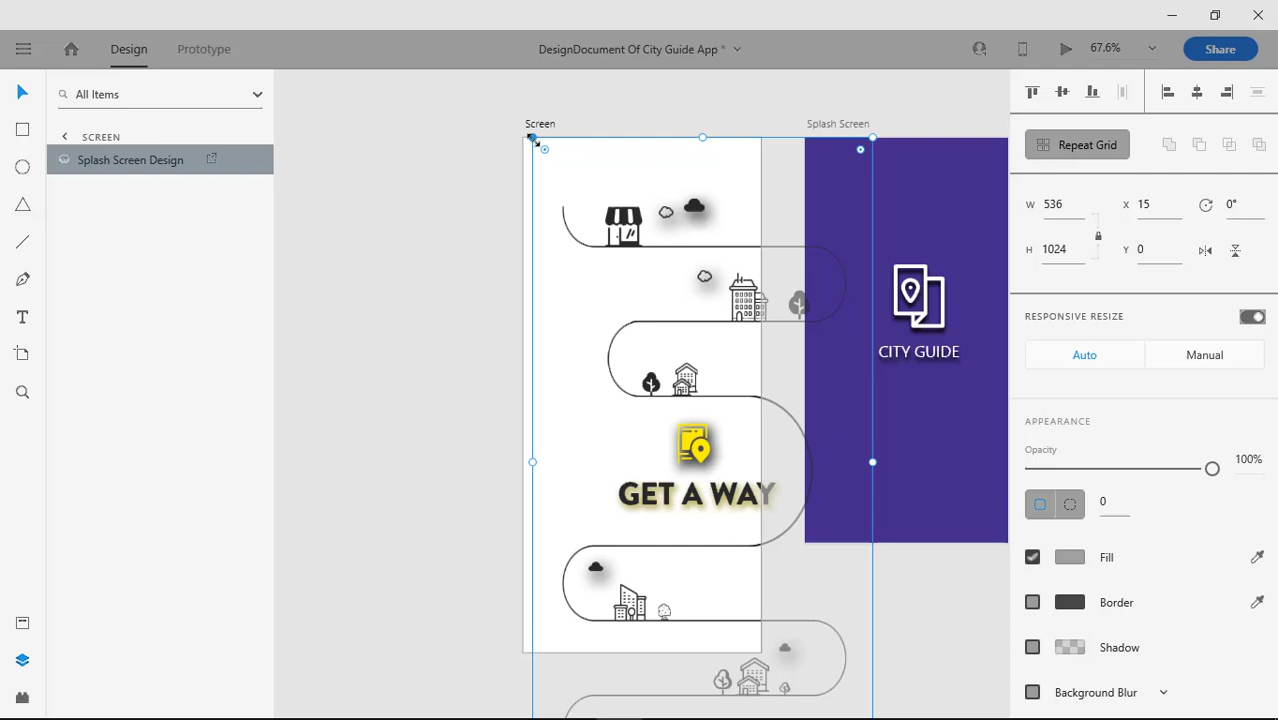 Design Prototype DesignDocument Of City Guide App * 67.6% Share
All Items
SCREEN
Splash Screen Design
Screen Splash Screen
CITY GUIDE
GET A WAY
Repeat Grid
W 536 X 15 0°
H 1024 Y 0
RESPONSIVE RESIZE
Auto Manual
APPEARANCE
Opacity
100%
0
Fill
Border
Shadow
Background Blur